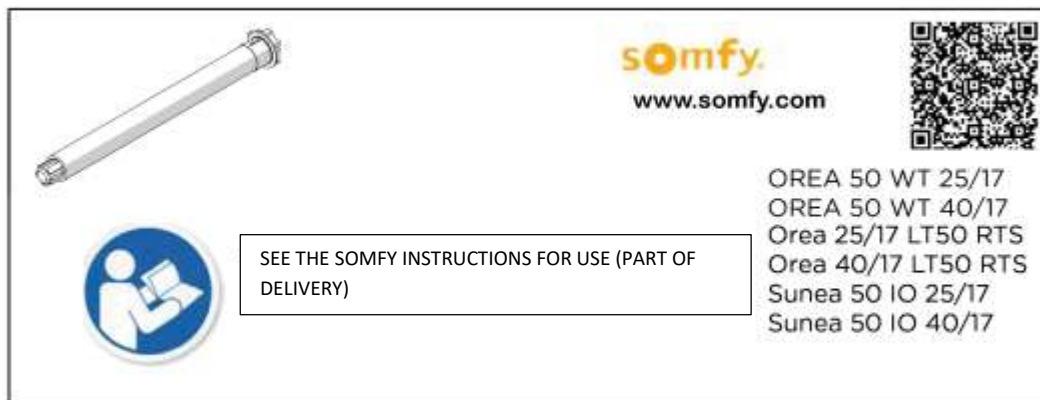 somfy.
www.somfy.com
OREA 50 WT 25/17
OREA 50 WT 40/17
Orea 25/17 LT50 RTS
Orea 40/17 LT50 RTS
Sunea 50 IO 25/17
Sunea 50 IO 40/17
SEE THE SOMFY INSTRUCTIONS FOR USE (PART OF
DELIVERY)